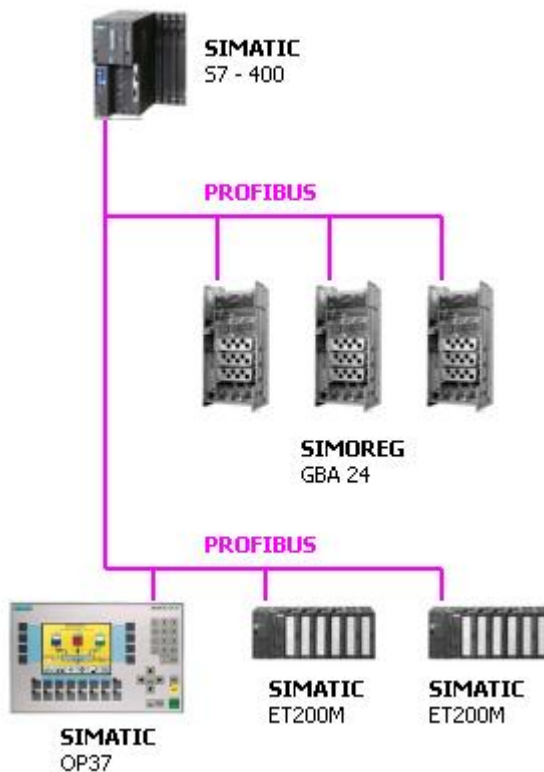 SIMATIC
S7 - 400
PROFIBUS
SIMOREG
GBA 24
PROFIBUS
SIMATIC
ET200M
SIMATIC
ET200M
SIMATIC
OP37